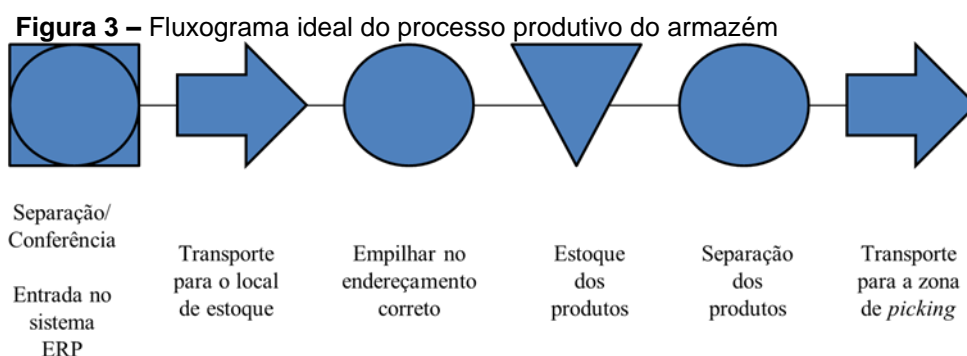 Figura 3 – Fluxograma ideal do processo produtivo do armazém
Separação/
Conferência
Entrada no
sistema
ERP
Transporte
para o local
de estoque
Empilhar no
endereçamento
correto
Estoque
dos
produtos
Separação
dos
produtos
Transporte
para a zona
de picking